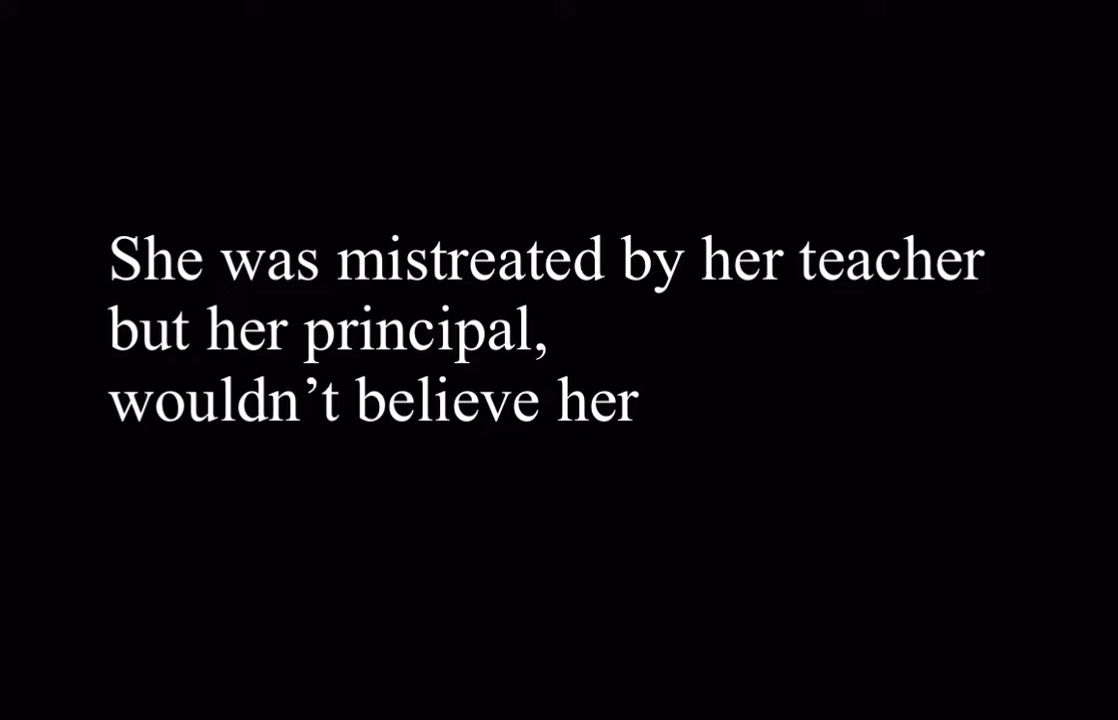 She was mistreated by her teacher
but her principal,
wouldn’t believe her